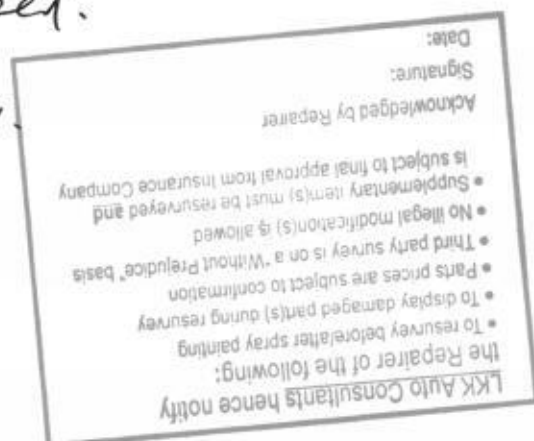 LKK Auto Consultants hence notify
the Repairer of the following:
• To resurvey before/after spray painting
• To display damaged part(s) during resurvey
• Parts prices are subject to confirmation
• Third party survey is on a "Without Prejudice" basis
• No illegal modification(s) is allowed
• Supplementary item(s) must be resurveyed and
is subject to final approval from Insurance Company
Acknowledged by Repairer
Signature:
Date: